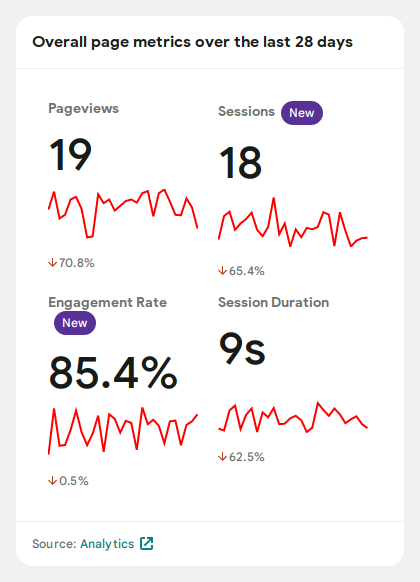 Overall page metrics over the last 28 days
Pageviews
19
↓70.8%
Sessions New
18
↓65.4%
Engagement Rate
New
85.4%
↓0.5%
Session Duration
9s
↓62.5%
Source: Analytics